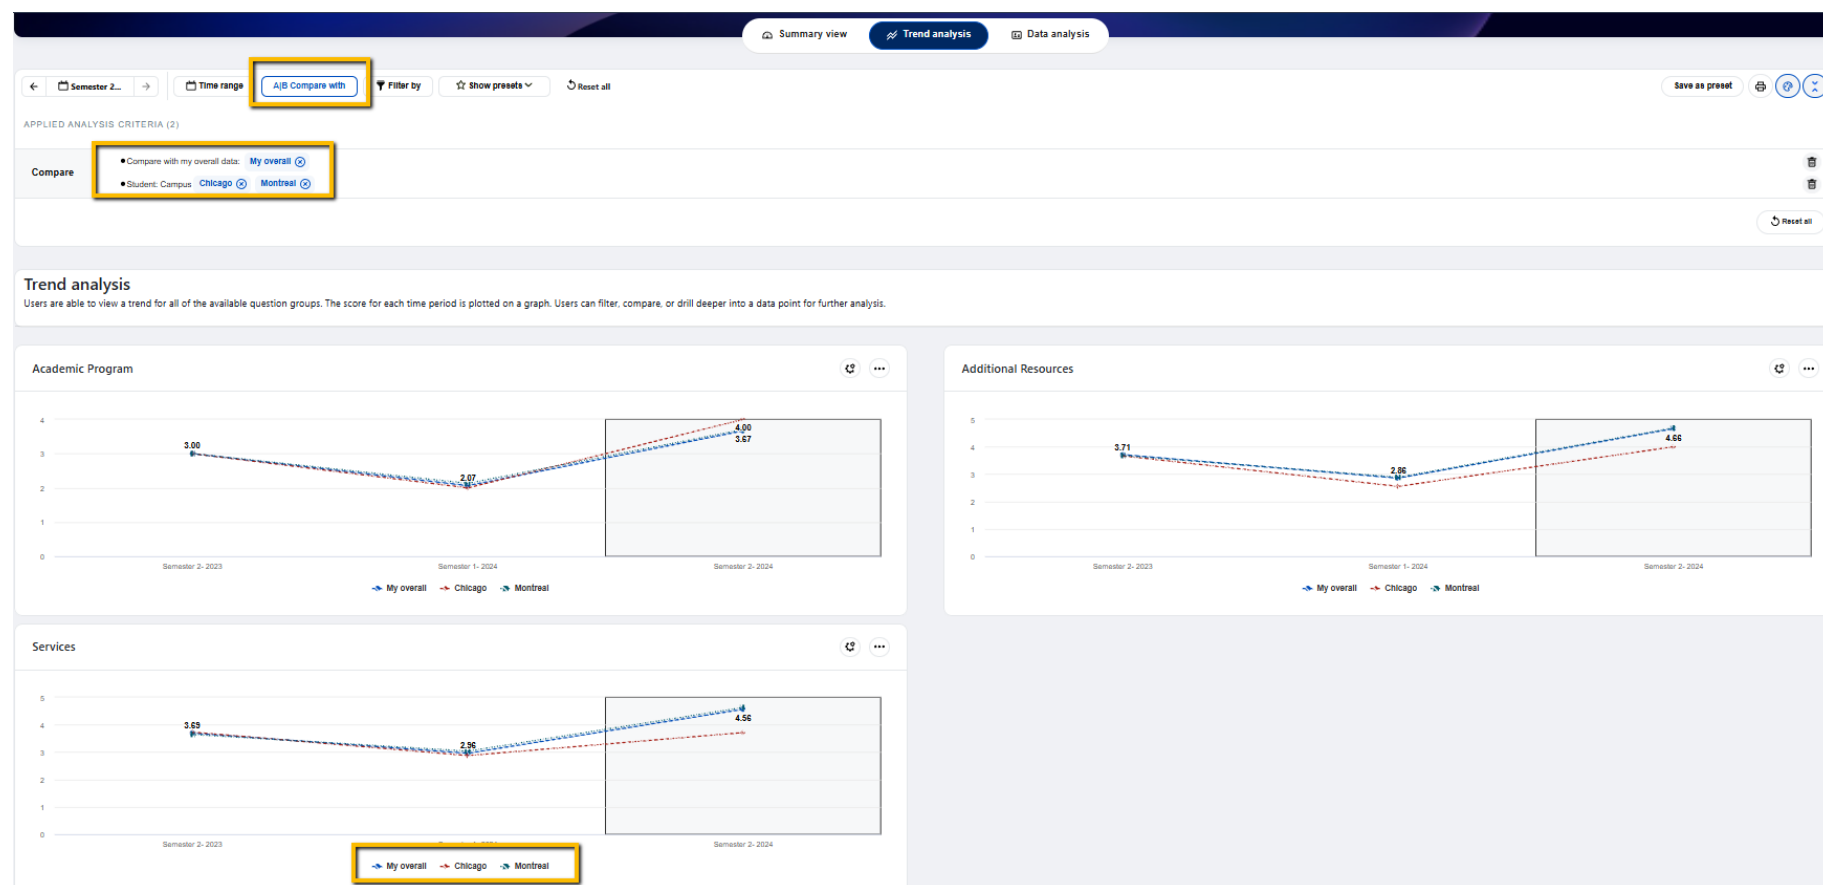 Summary view Trend analysis Data analysis
Semester 2... Time range A|B Compare with Filter by Show presets Reset all Save as preset
APPLIED ANALYSIS CRITERIA (2)
Compare
Compare with my overall data: My overall
Student: Campus Chicago Montreal
Reset all
Trend analysis
Users are able to view a trend for all of the available question groups. The score for each time period is plotted on a graph. Users can filter, compare, or drill deeper into a data point for further analysis.
Academic Program
4
3
2
1
0
3.00
2.07
4.00
3.67
Semester 2- 2023 Semester 1- 2024 Semester 2- 2024
My overall Chicago Montreal
Additional Resources
5
4
3
2
1
0
3.71
2.86
4.66
Semester 2- 2023 Semester 1- 2024 Semester 2- 2024
My overall Chicago Montreal
Services
5
4
3
2
1
0
3.69
2.96
4.56
Semester 2- 2023 Semester 2- 2024
My overall Chicago Montreal